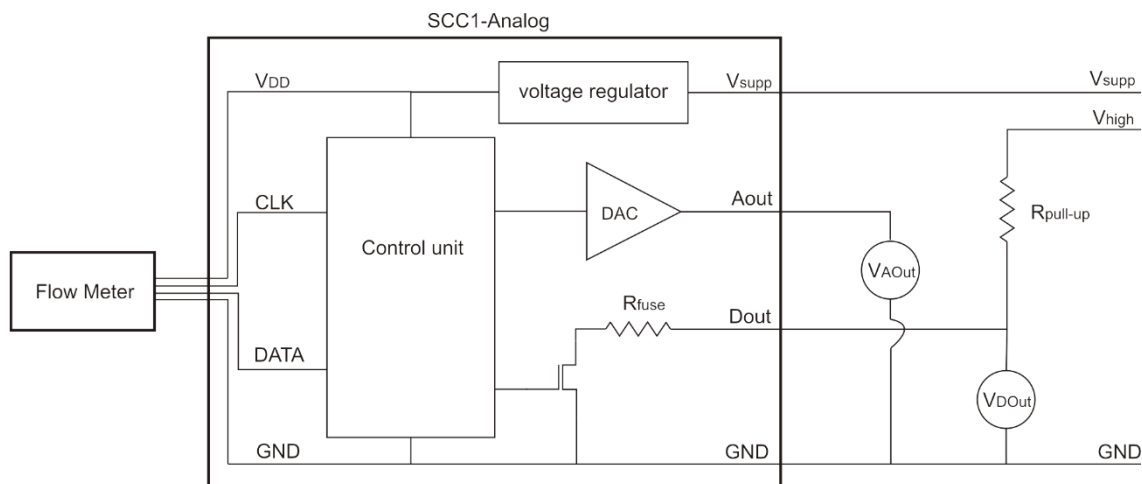 SCC1-Analog
VDD
voltage regulator
Vsupp
Vsupp
Vhigh
CLK
DAC
Aout
Rpull-up
Control unit
VAOut
Flow Meter
Rfuse
Dout
DATA
VDOut
GND
GND
GND